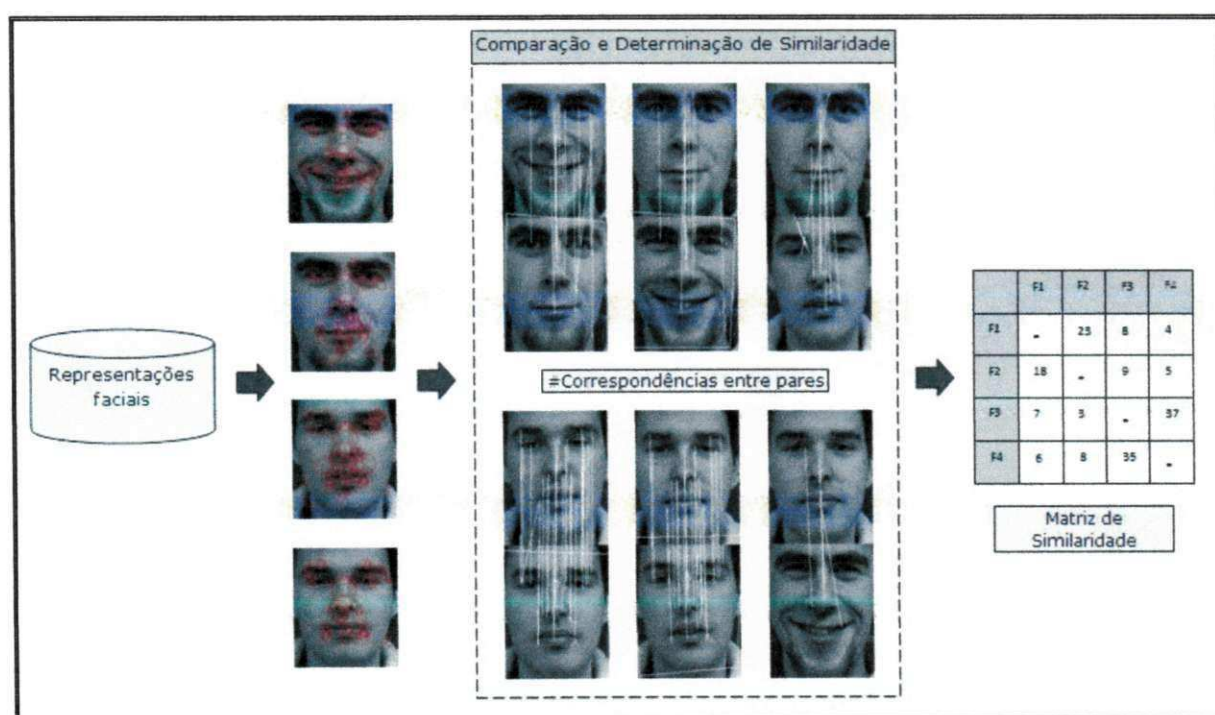 Comparação e Determinação de Similaridade
Representações
faciais
#Correspondências entre pares
F1 F2 F3 F4
F1 - 23 8 4
F2 18 - 9 5
F3 7 3 - 37
F4 6 8 35 -
Matriz de
Similaridade